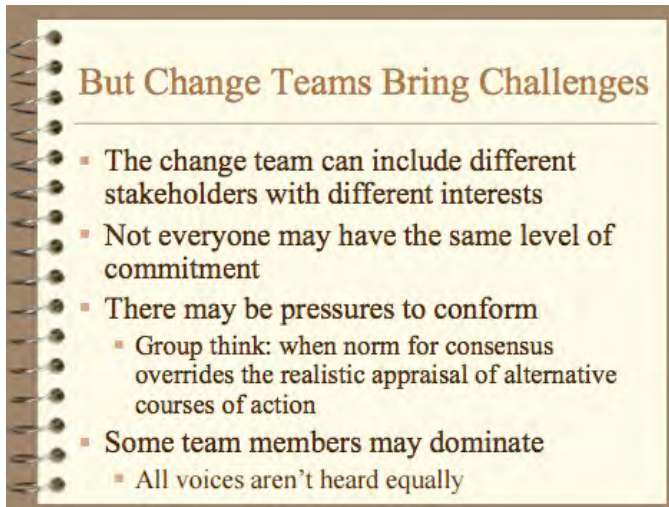 But Change Teams Bring Challenges
The change team can include different
stakeholders with different interests
Not everyone may have the same level of
commitment
There may be pressures to conform
Group think: when norm for consensus
overrides the realistic appraisal of alternative
courses of action
Some team members may dominate
All voices aren't heard equally